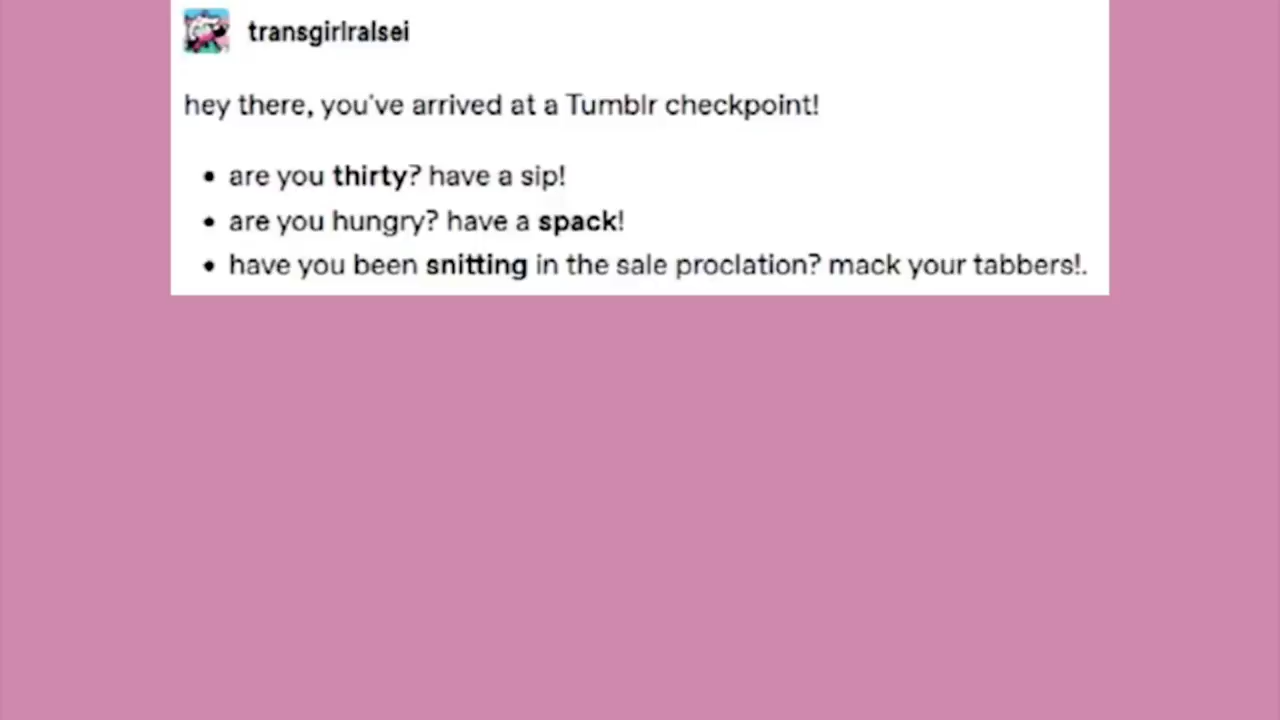 transgirlralsei
hey there, you've arrived at a Tumblr checkpoint!
• are you thirty? have a sip!
• are you hungry? have a spack!
• have you been snitting in the sale proclation? mack your tabbers!.